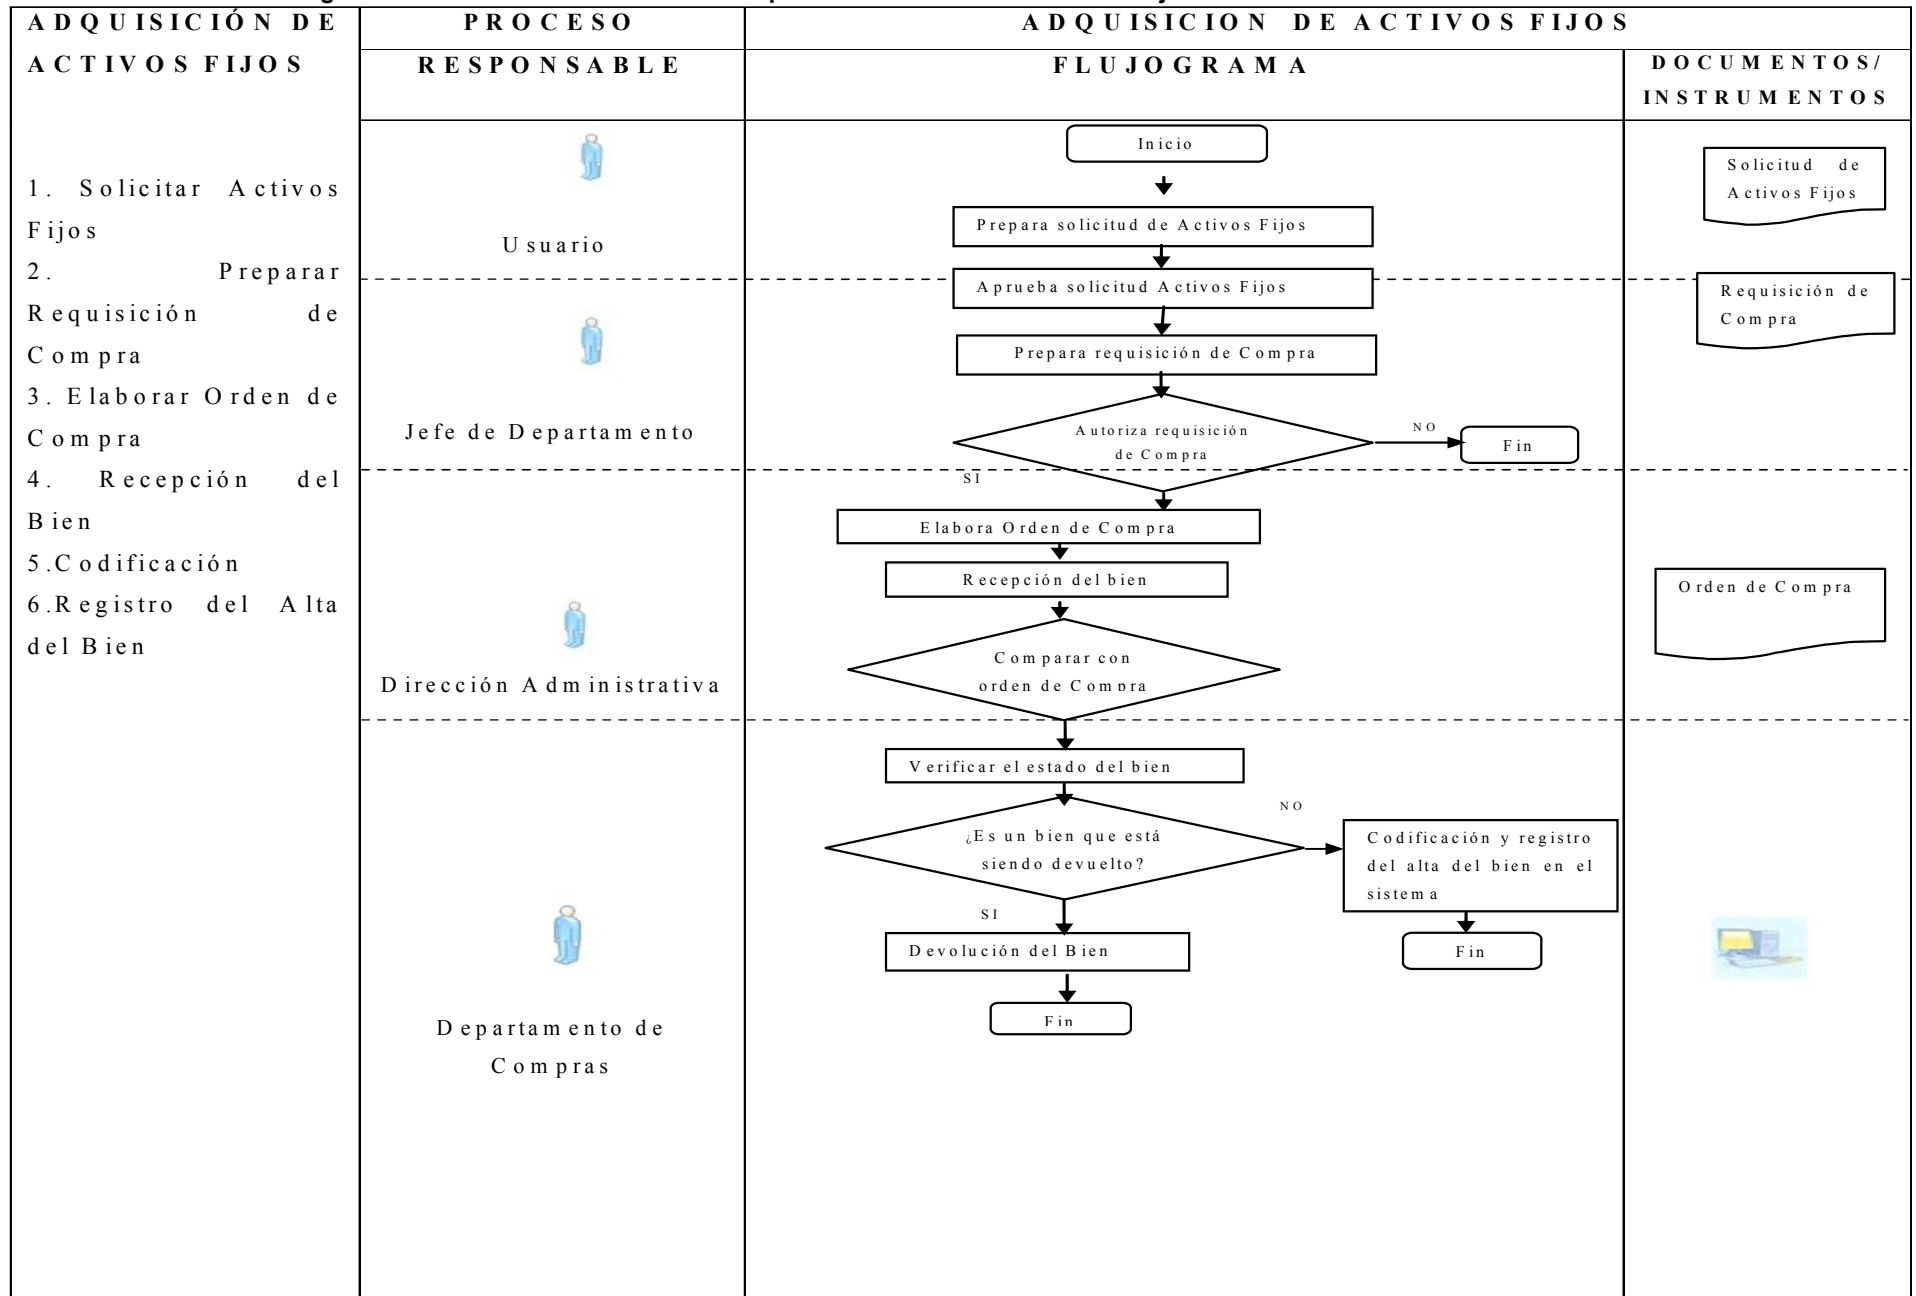 ADQUISICIÓN DE
ACTIVOS FIJOS
PROCESO
ADQUISICION DE ACTIVOS FIJOS
RESPONSABLE
FLUJOGRAMA
DOCUMENTOS/
INSTRUMENTOS
1. Solicitar Activos
Fijos
2. Preparar
Requisición de
Compra
3. Elaborar Orden de
Compra
4. Recepción del
Bien
5.Codificación
6.Registro del Alta
del Bien
Usuario
Jefe de Departamento
Dirección Administrativa
Departamento de
Compras
Inicio
Prepara solicitud de Activos Fijos
Aprueba solicitud Activos Fijos
Prepara requisición de Compra
Autoriza requisición
de Compra
NO
Fin
SI
Elabora Orden de Compra
Recepción del bien
Comparar con
orden de Compra
Verificar el estado del bien
¿Es un bien que está
siendo devuelto?
NO
Codificación y registro
del alta del bien en el
sistema
Fin
SI
Devolución del Bien
Fin
Solicitud de
Activos Fijos
Requisición de
Compra
Orden de Compra